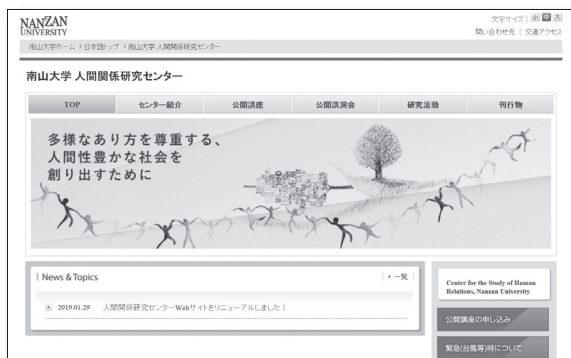 NANZAN
UNIVERSITY
文字サイズ 小 中 大
問い合わせ先 | 交通アクセス
南山大学ホーム > 日本語トップ > 南山大学 人間関係研究センター
南山大学 人間関係研究センター
TOP センター紹介 公開講座 公開講演会 研究活動 刊行物
多様なあり方を尊重する、
人間性豊かな社会を
創り出すために
News & Topics
一覧
2019.01.29 人間関係研究センターWebサイトをリニューアルしました！
Center for the Study of Human
Relations, Nanzan University
公開講座の申し込み
緊急(台風等)時について